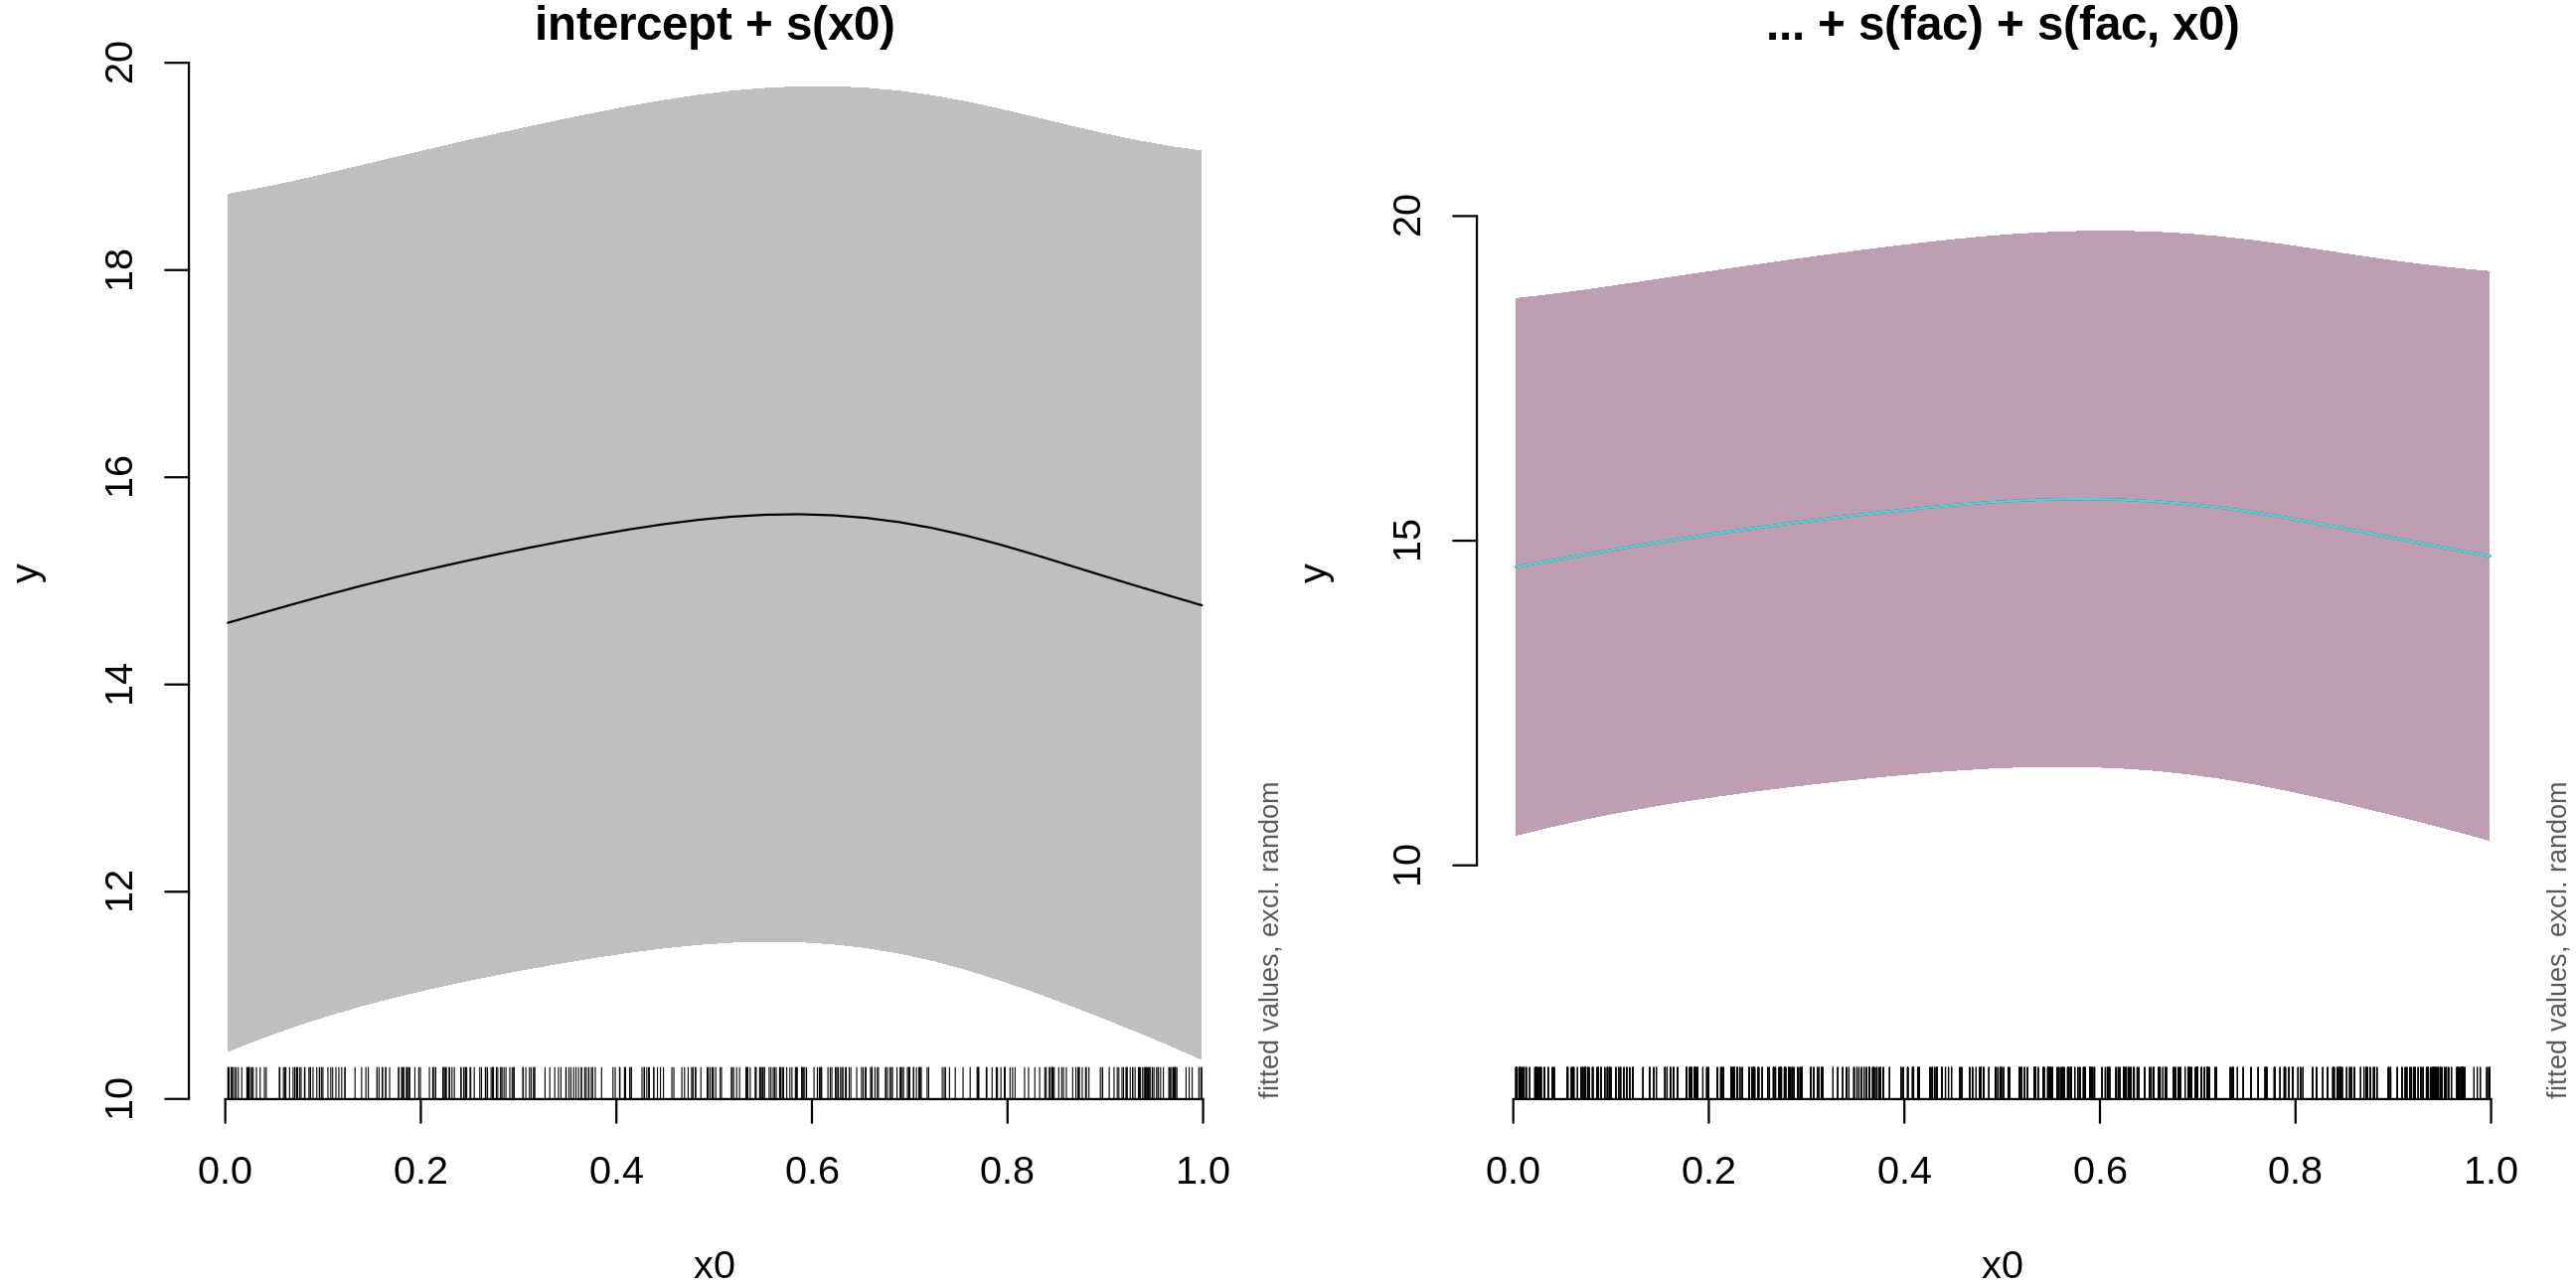 intercept + s(x0)
20
18
16
14
12
10
y
0.0 0.2 0.4 0.6 0.8 1.0
x0
fitted values, excl. random
... + s(fac) + s(fac, x0)
20
15
10
y
0.0 0.2 0.4 0.6 0.8 1.0
x0
fitted values, excl. random